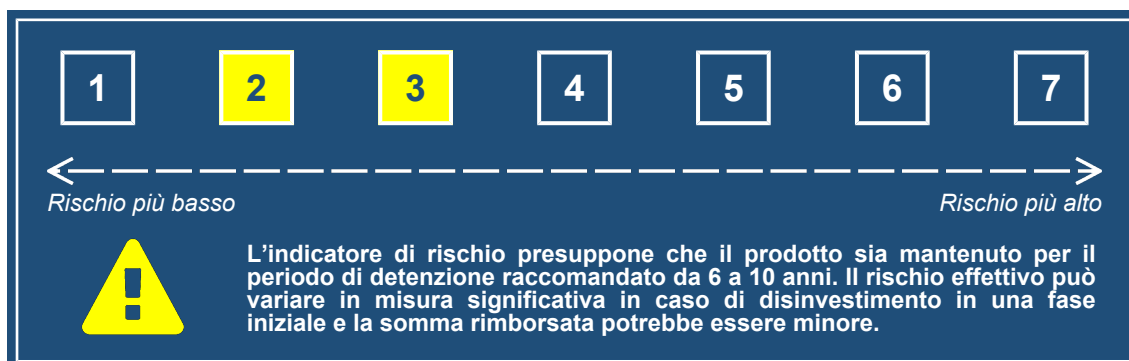 1 2 3 4 5 6 7
Rischio più basso Rischio più alto
L’indicatore di rischio presuppone che il prodotto sia mantenuto per il
periodo di detenzione raccomandato da 6 a 10 anni. Il rischio effettivo può
variare in misura significativa in caso di disinvestimento in una fase
iniziale e la somma rimborsata potrebbe essere minore.